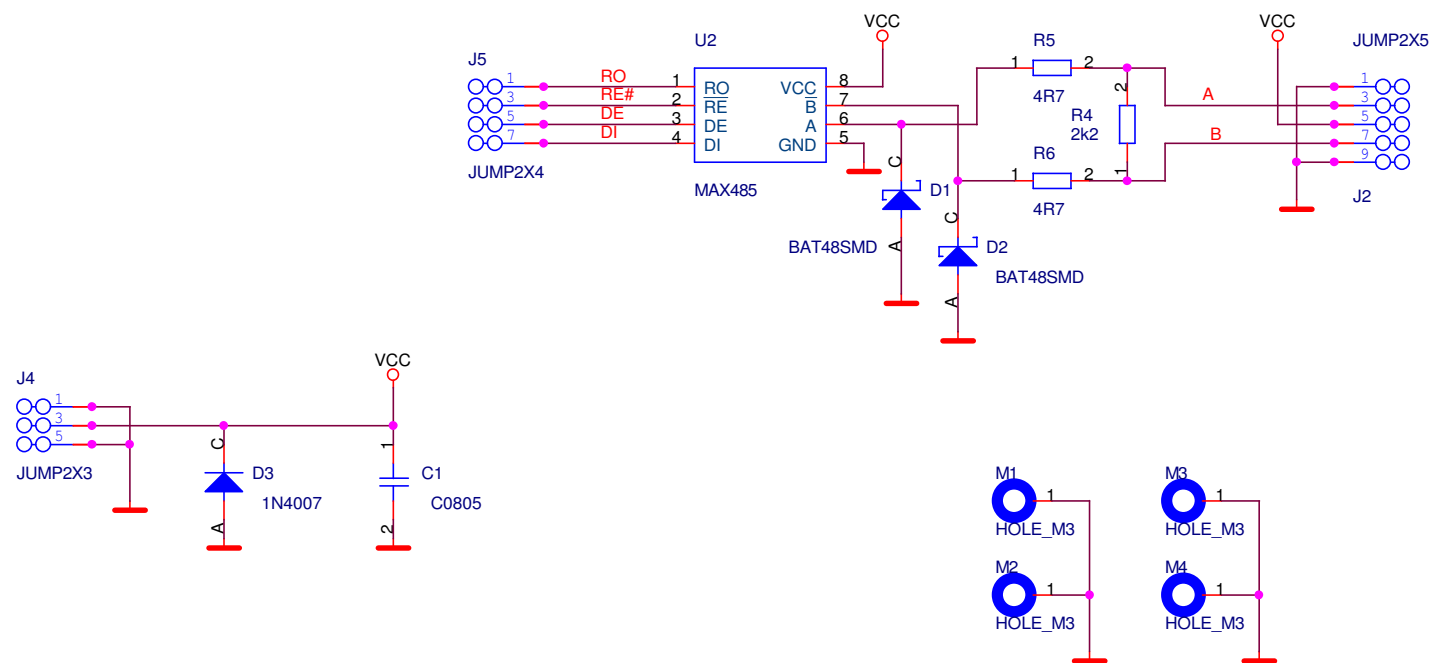 VCC
VCC
U2
R5
JUMP2X5
J5
1
2
1
RO
1
RO
VCC
8
1
3
RE#
2
RE
B
7
4R7
2
A
3
5
DE
3
DE
A
6
R4
5
7
DI
4
DI
GND
5
2k2
B
7
R6
9
JUMP2X4
MAX485
C
D1
1
2
1
J2
4R7
BAT48SMD
A
C
D2
BAT48SMD
A
VCC
J4
1
3
5
C
1
JUMP2X3
D3
C1
1N4007
C0805
A
2
M1
M3
1
1
HOLE_M3
HOLE_M3
M2
M4
1
1
HOLE_M3
HOLE_M3